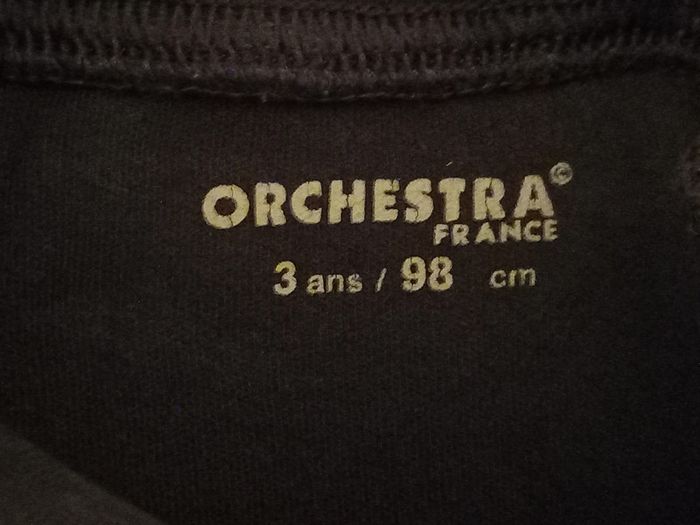 ORCHESTRA©
FRANCE
3 ans / 98 cm